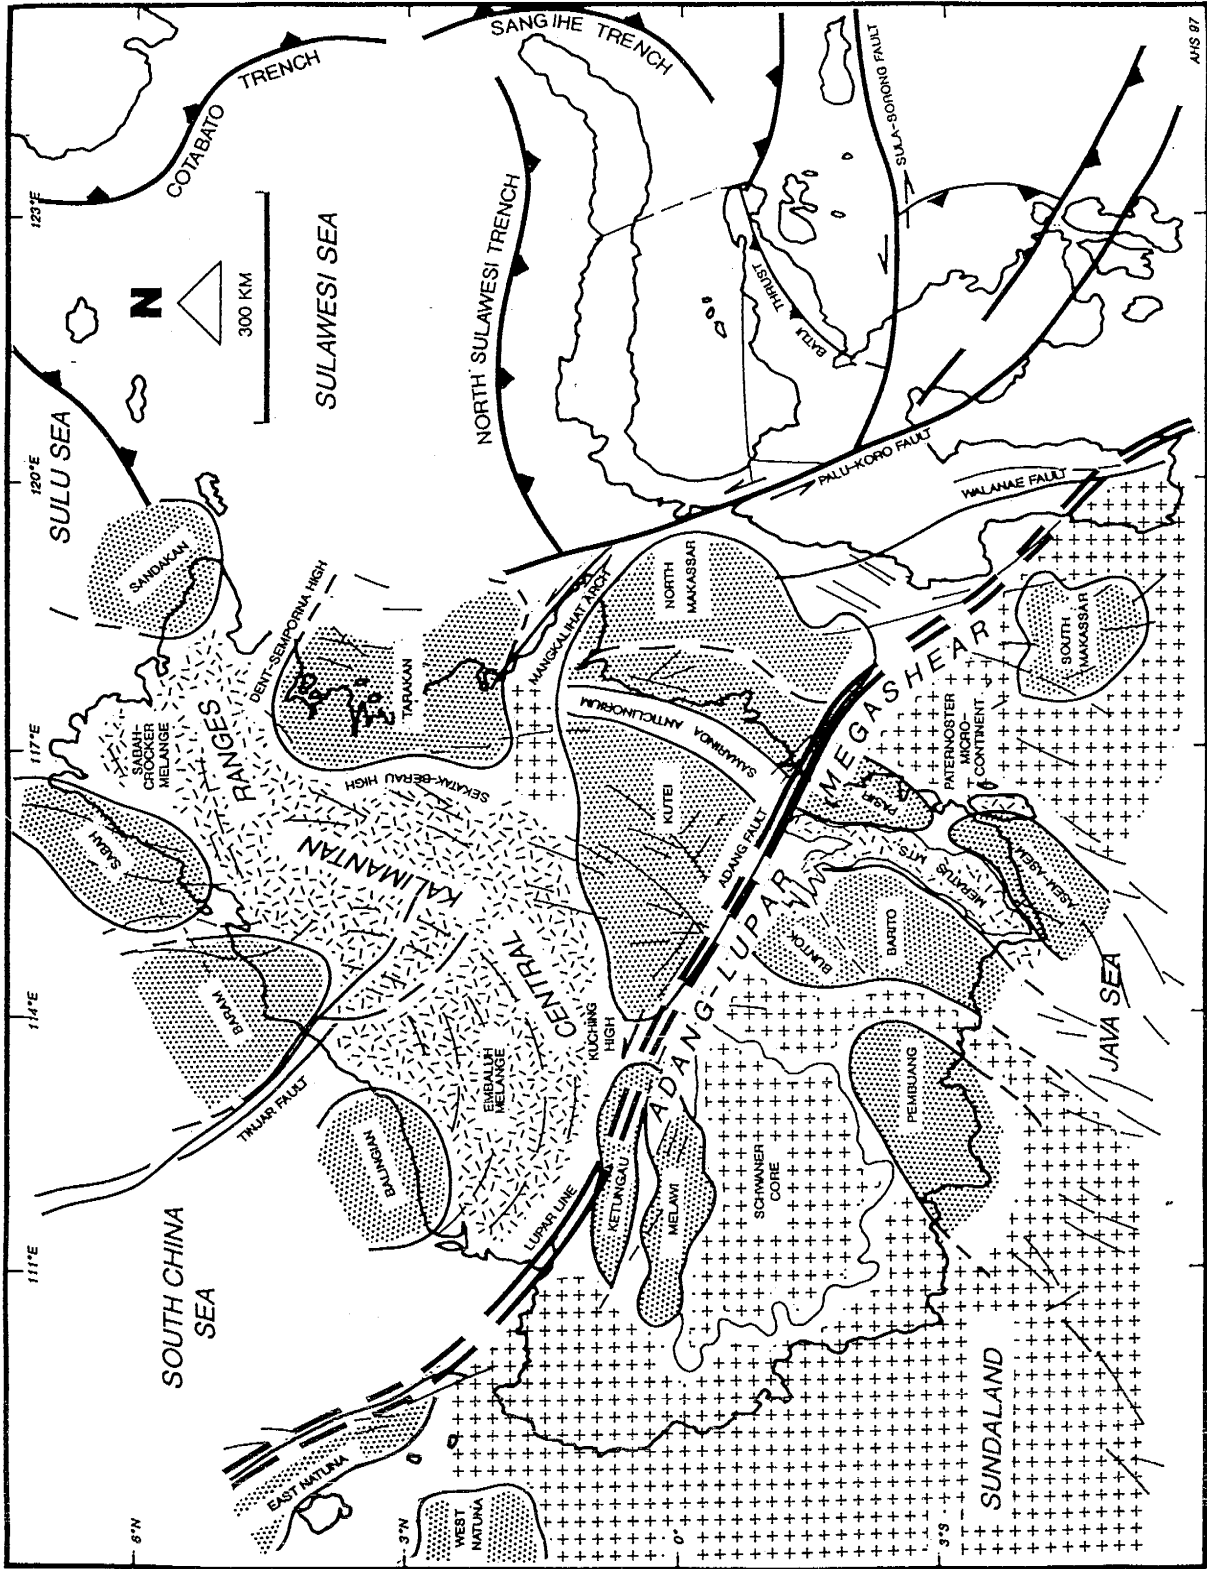 COTABATO
TRENCH
SANGIHE TRENCH
123°E
N
300 KM
SULAWESI SEA
NORTH SULAWESI TRENCH
SULA-SORONG FAULT
AHS 97
BATUI
THRUST
SULU SEA
120°E
PALU-KORO FAULT
WALANAE FAULT
SANDAKAN
DENT-SEMPORNA HIGH
TARAKAN
MANGKALIHAT ARCH
NORTH
MAKASSAR
SOUTH
MAKASSAR
117°E
SABAH-
CROCKER
MELANGE
RANGES
SEKATAK-BERAU HIGH
SAMARINDA
ANTICLINORIUM
KUTEI
ADANG FAULT
PATERNOSTER
MICRO-
CONTINENT
PASIR
SABAH
KALIMANTAN
CENTRAL
MERATUS
MTS.
ASEM-ASEM
BARITO
BUNTOK
BARAM
114°E
TINJAR FAULT
KUCHING
HIGH
EMBALUH
MELANGE
ADANG-LUPAR
MEGASHEAR
JAVA SEA
BALINGIAN
PEMBUANG
SCHWANER
CORE
KETUNGAU
MELAWI
LUPAR LINE
111°E
SOUTH CHINA
SEA
SUNDALAND
EAST NATUNA
WEST
NATUNA
6°N
3°N
0°
3°S